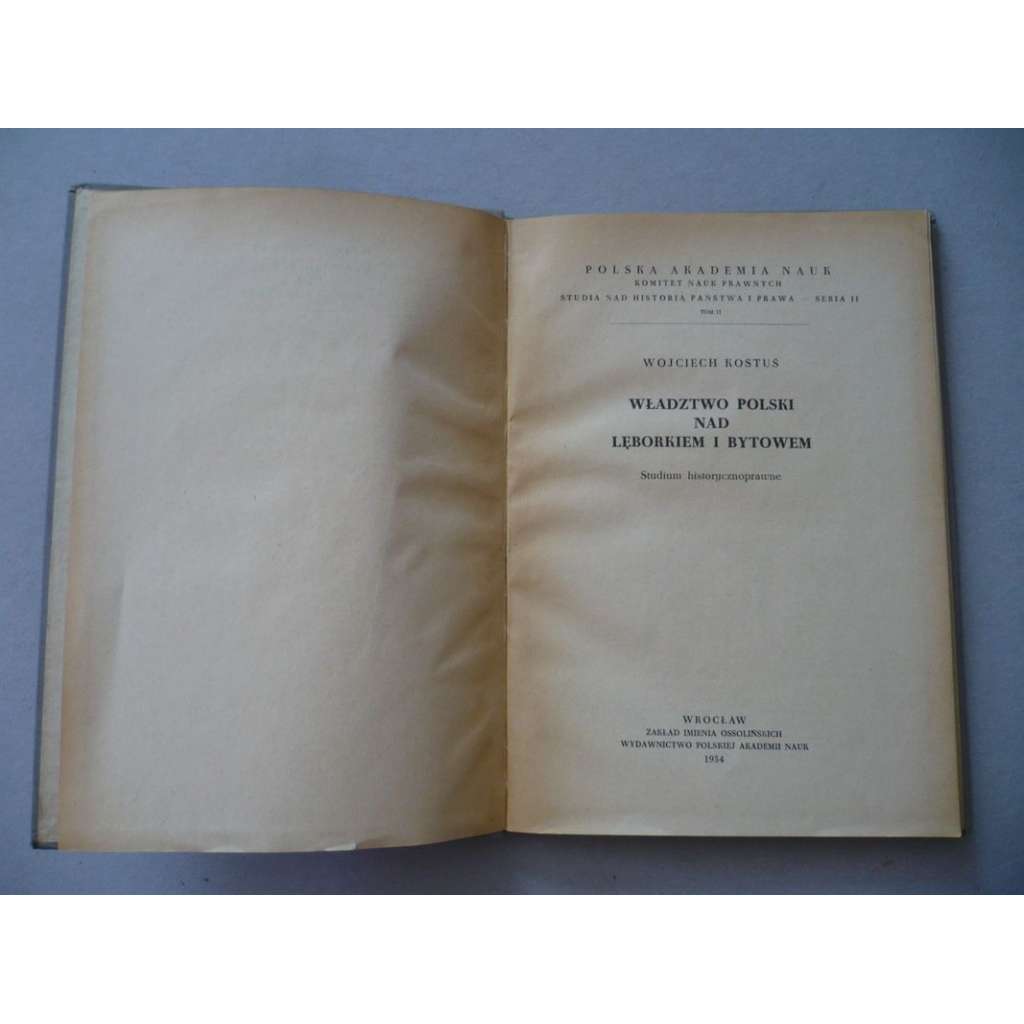 POLSKA AKADEMIA NAUK
KOMITET NAUK PRAWNYCH
STUDIA NAD HISTORIĄ PAŃSTWA I PRAWA — SERIA II
TOM II
WOJCIECH KOSTUŚ
WŁADZTWO POLSKI
NAD
LĘBORKIEM I BYTOWEM
Studium historycznoprawne
WROCŁAW
ZAKŁAD IMIENIA OSSOLIŃSKICH
WYDAWNICTWO POLSKIEJ AKADEMII NAUK
1954